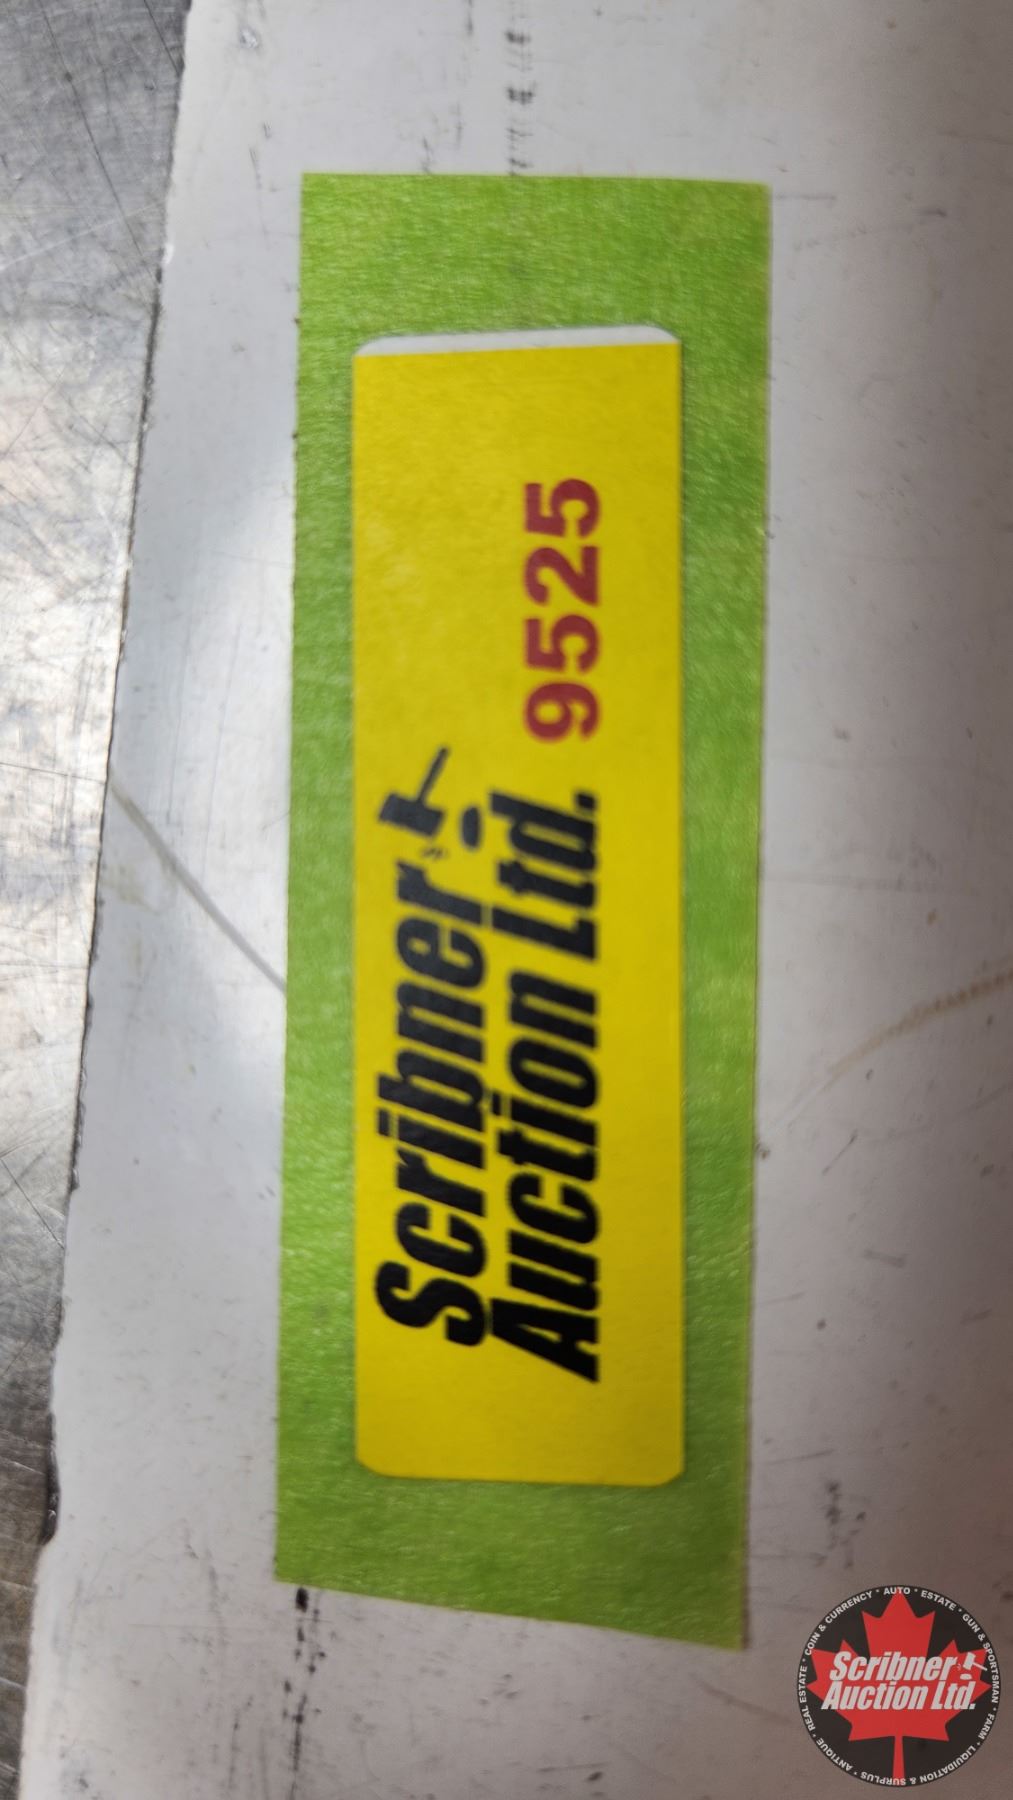 Scribner
Auction Ltd. 9525
REAL ESTATE * COIN & CURRENCY * AUTO * ESTATE * GUN & SPORTSMAN * FARM * LIQUIDATION & SURPLUS * ANTIQUE *
Scribner
Auction Ltd.